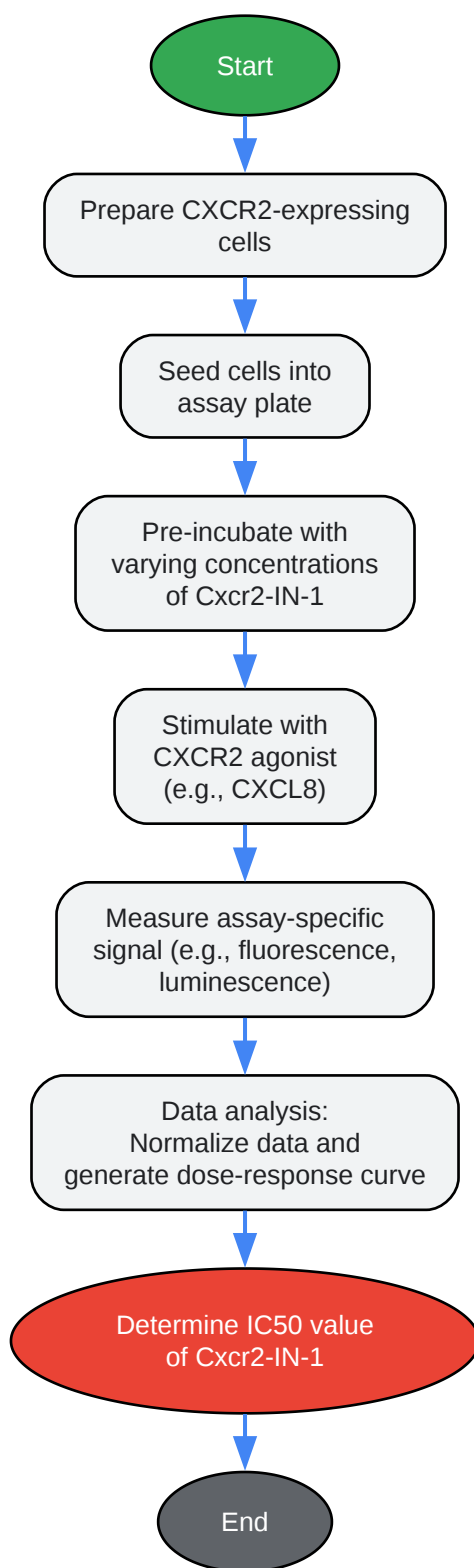 Start
Prepare CXCR2-expressing
cells
Seed cells into
assay plate
Pre-incubate with
varying concentrations
of Cxcr2-IN-1
Stimulate with
CXCR2 agonist
(e.g., CXCL8)
Measure assay-specific
signal (e.g., fluorescence,
luminescence)
Data analysis:
Normalize data and
generate dose-response curve
Determine IC50 value
of Cxcr2-IN-1
End